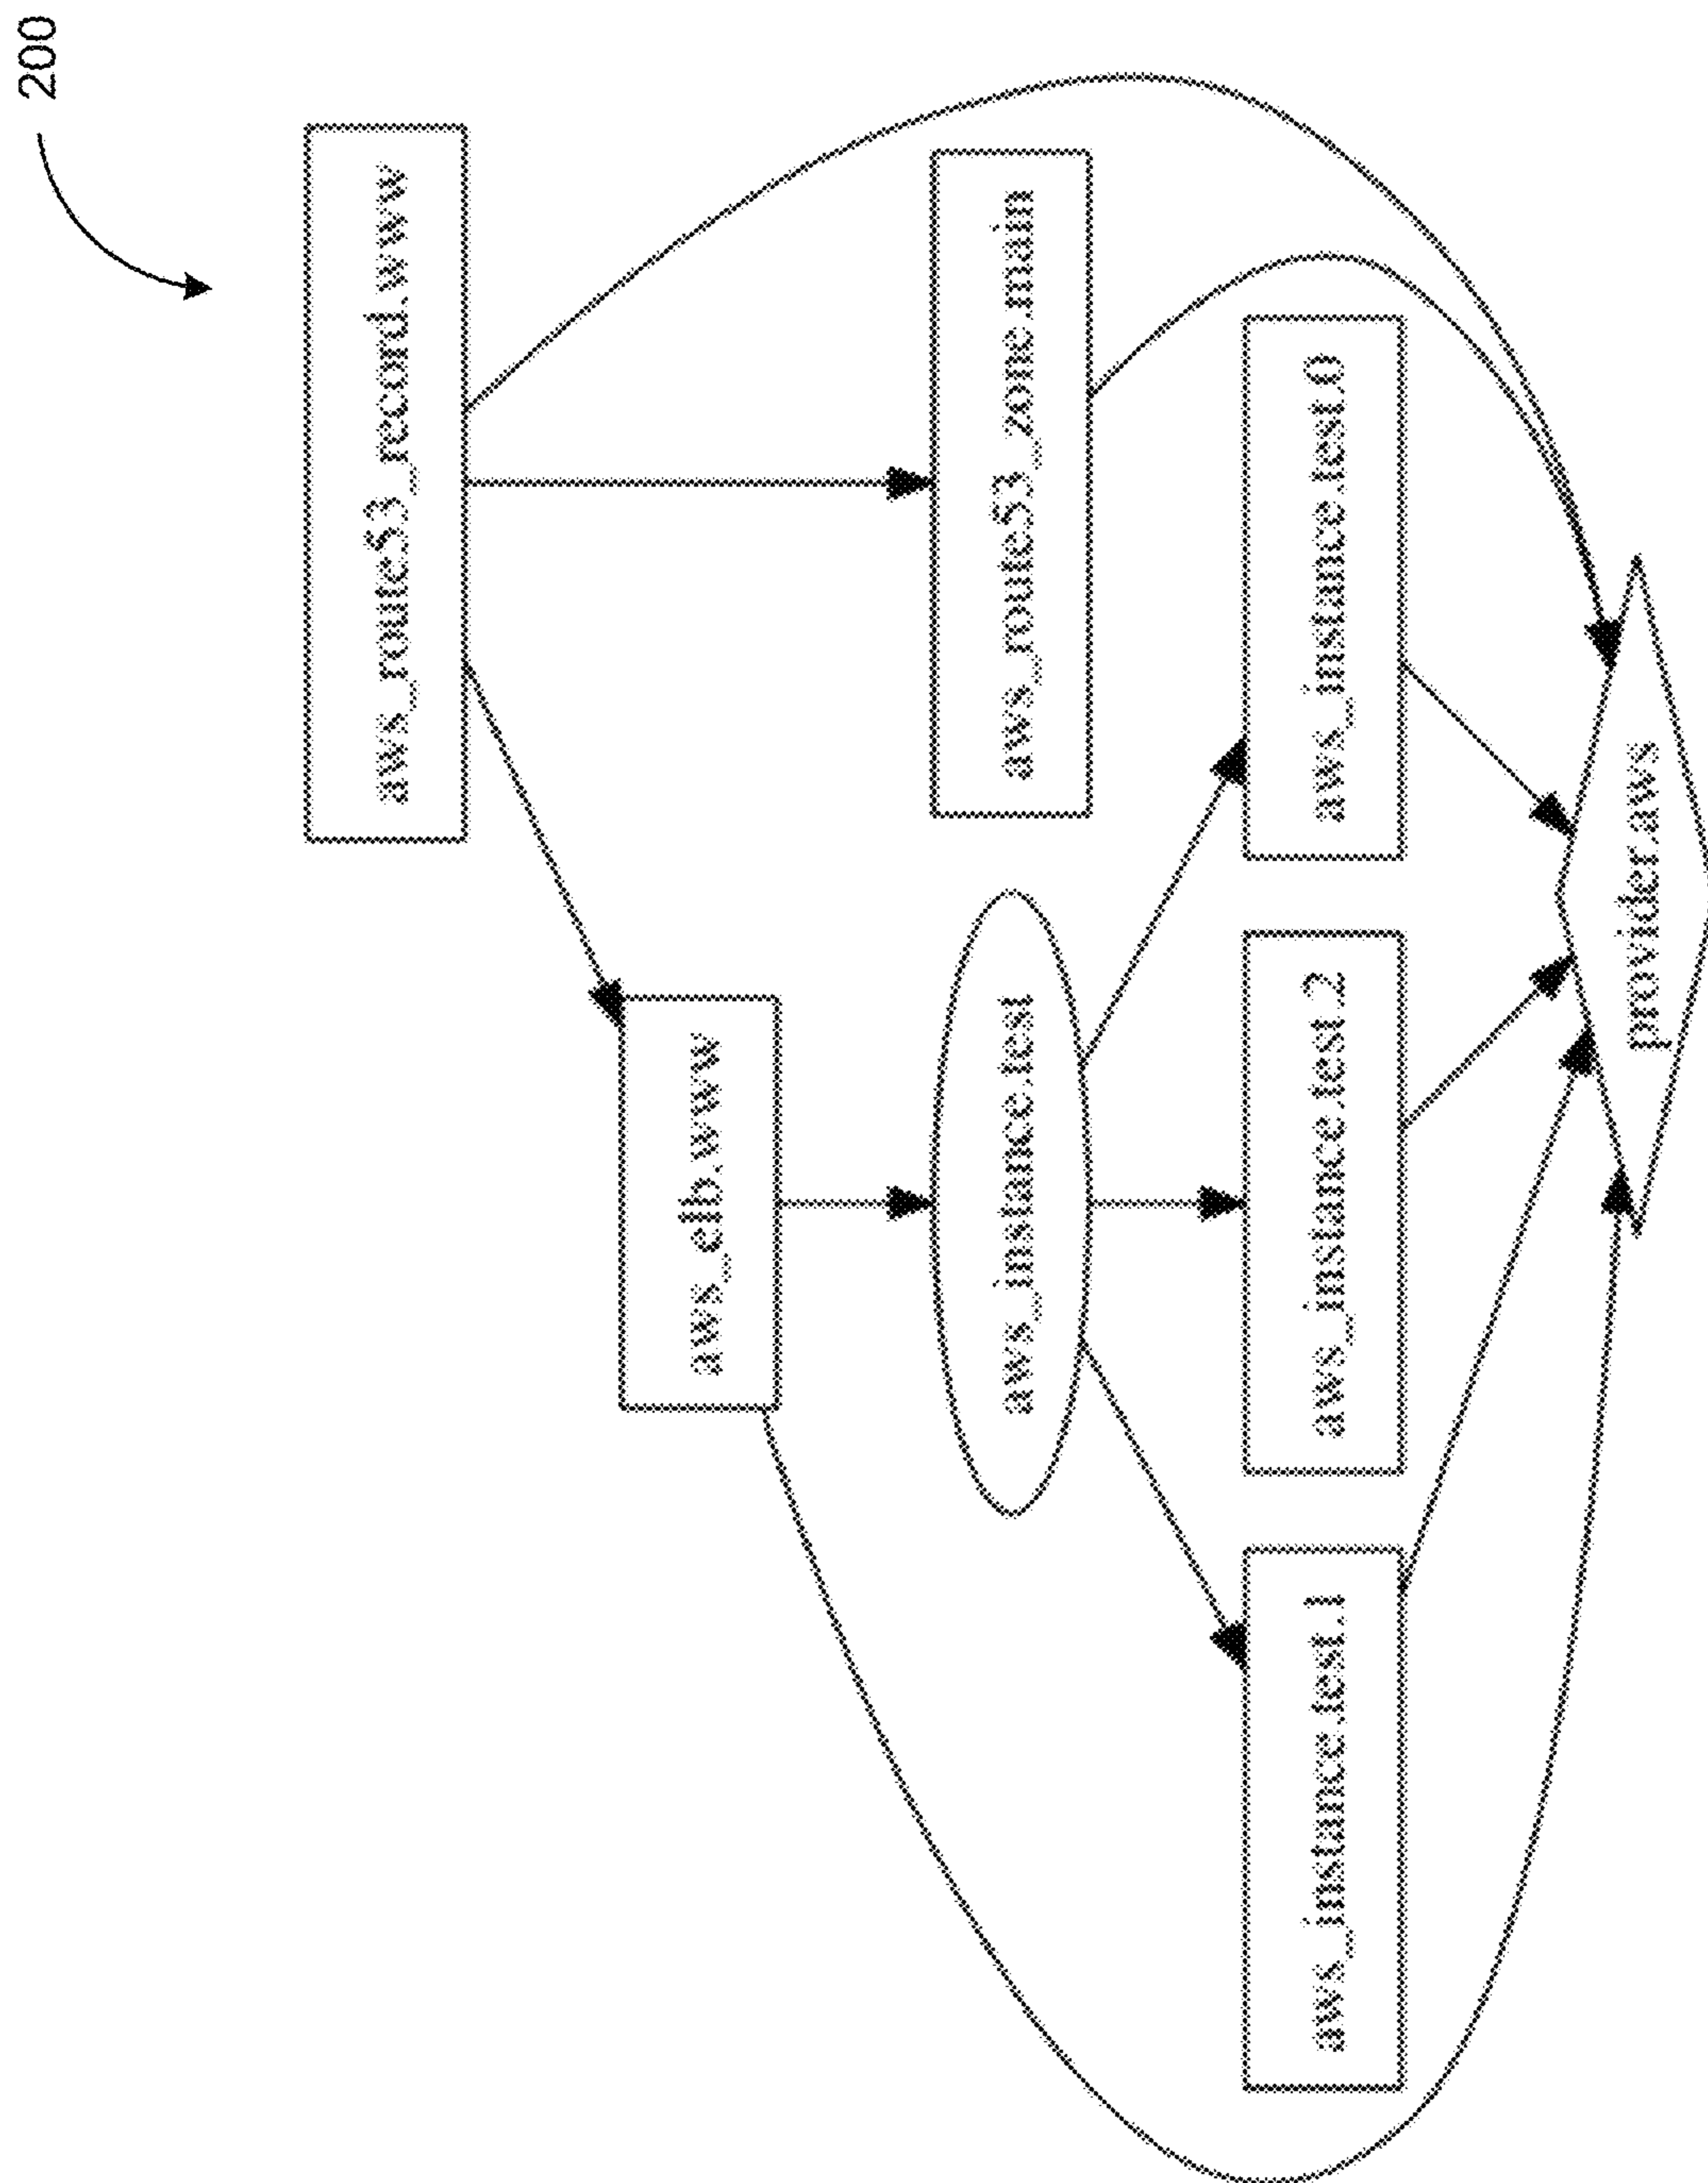 200
aws_route53_record.www
aws_elb.www
aws_route53_zone.main
aws_instance.test
aws_instance.test.1
aws_instance.test.2
aws_instance.test.0
provider.aws